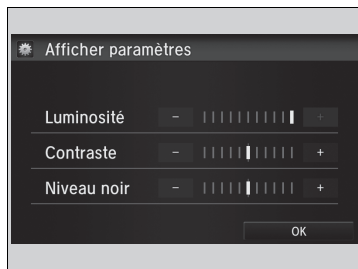 Afficher paramètres
Luminosité - +
Contraste - +
Niveau noir - +
OK